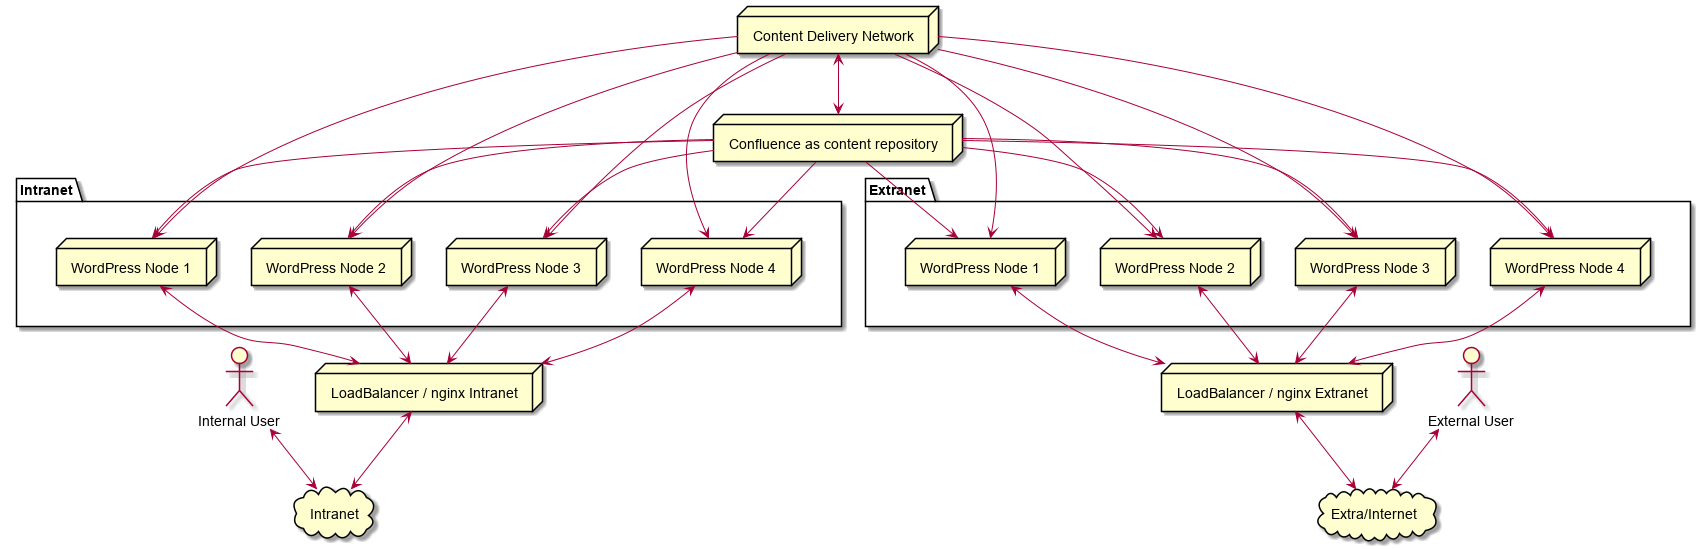 Content Delivery Network
Confluence as content repository
Intranet
Extranet
WordPress Node 1
WordPress Node 2
WordPress Node 3
WordPress Node 4
WordPress Node 1
WordPress Node 2
WordPress Node 3
WordPress Node 4
LoadBalancer / nginx Intranet
LoadBalancer / nginx Extranet
Internal User
External User
Intranet
Extra/Internet